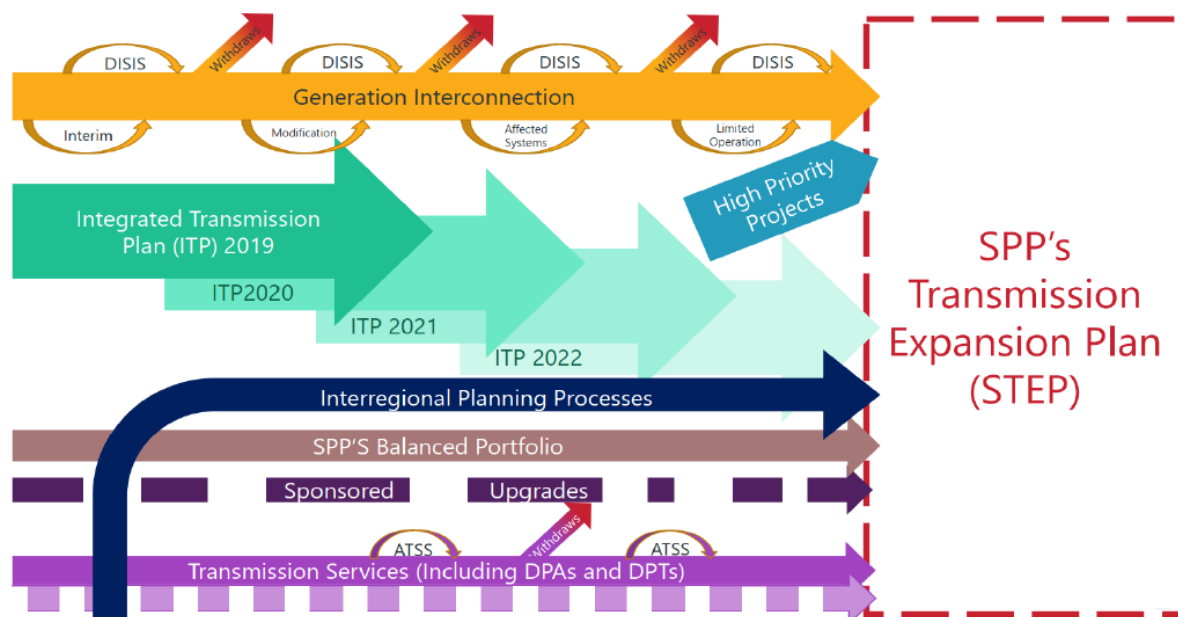 DISIS
Withdraws
DISIS
Withdraws
DISIS
Withdraws
DISIS
Generation Interconnection
Interim
Modification
Affected
Systems
Limited
Operation
High Priority
Projects
Integrated Transmission
Plan (ITP) 2019
ITP2020
ITP 2021
ITP 2022
Interregional Planning Processes
SPP'S Balanced Portfolio
Sponsored Upgrades
ATSS
Withdraws
ATSS
Transmission Services (Including DPAs and DPTs)
SPP's
Transmission
Expansion Plan
(STEP)